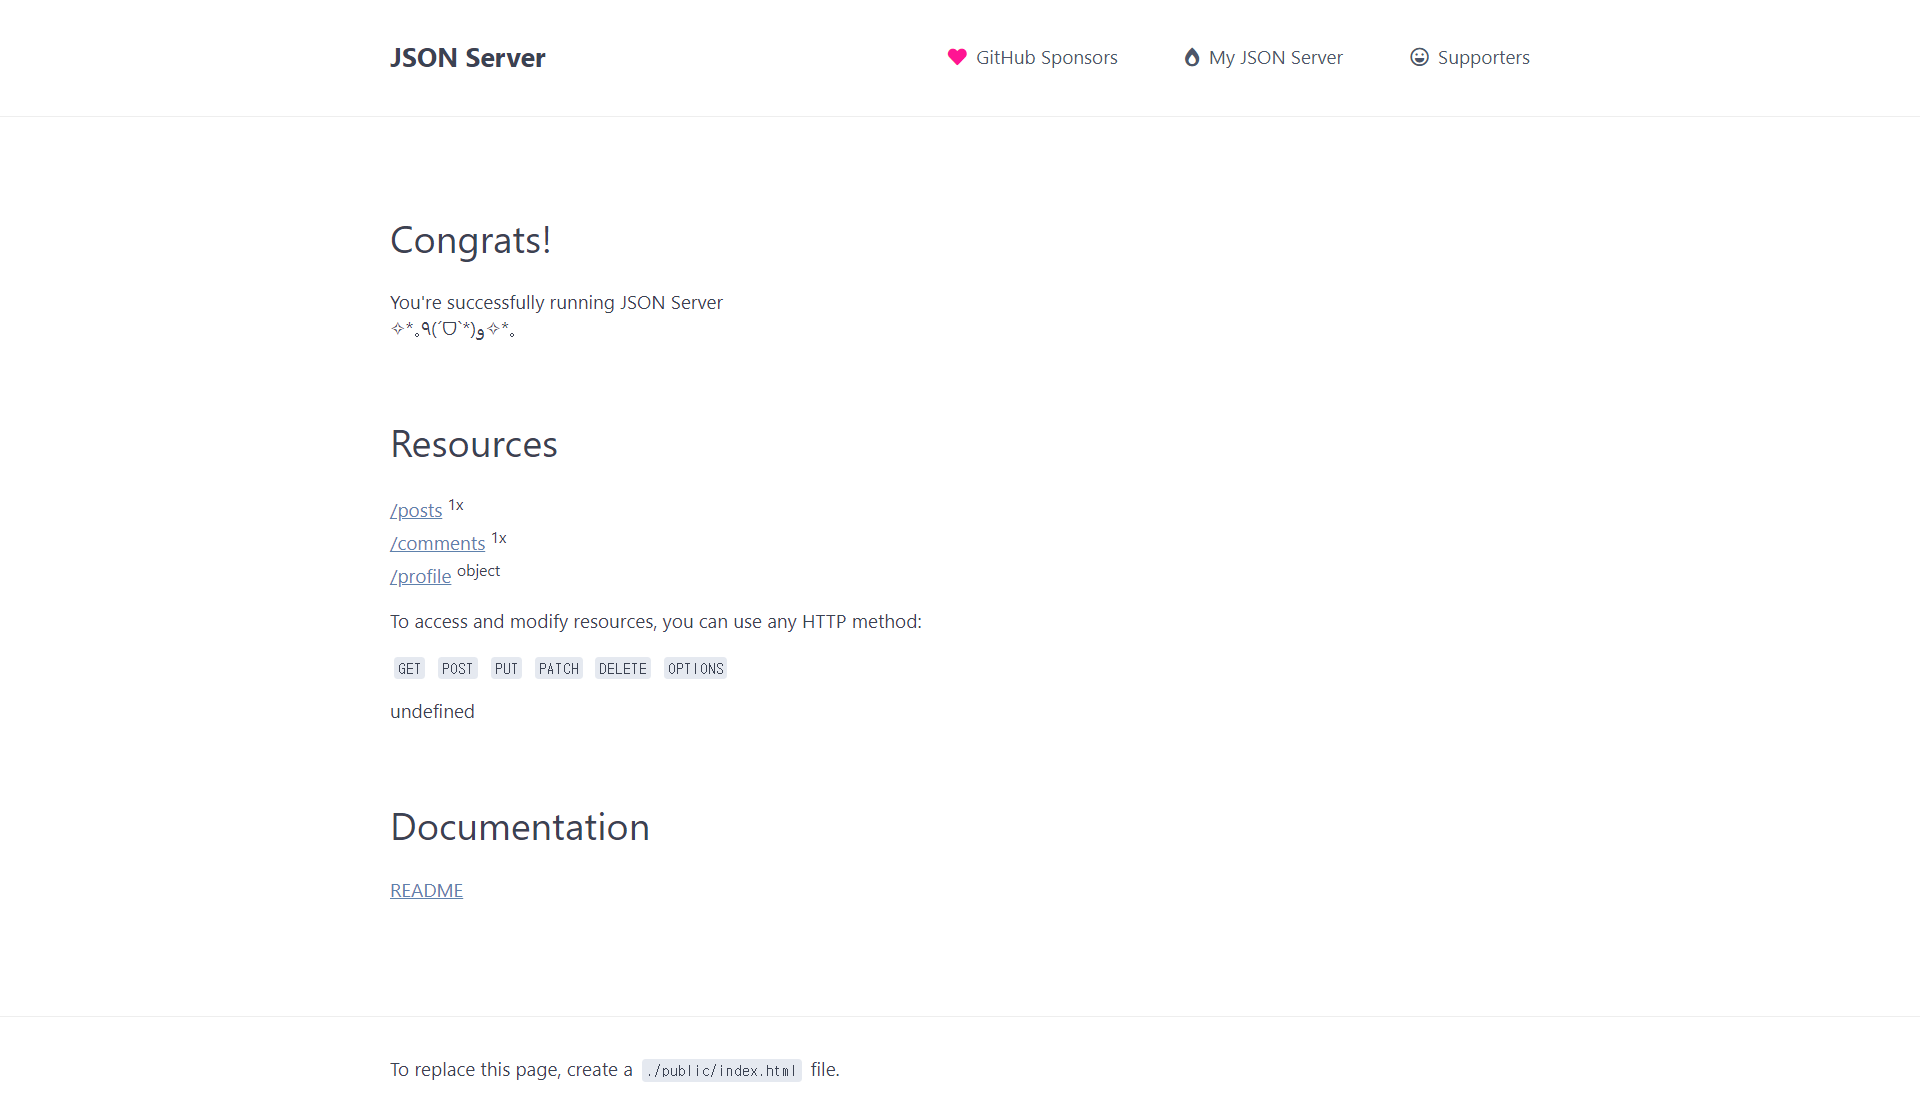 JSON Server
GitHub Sponsors
My JSON Server
Supporters
Congrats!
You're successfully running JSON Server
✧*｡٩(ˊᗜˋ*)و✧*｡
Resources
/posts 1x
/comments 1x
/profile object
To access and modify resources, you can use any HTTP method:
GET POST PUT PATCH DELETE OPTIONS
undefined
Documentation
README
To replace this page, create a ./public/index.html file.